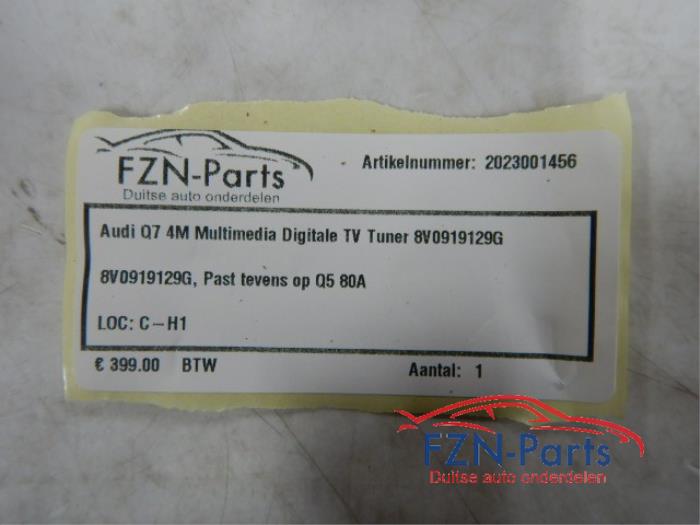 FZN-Parts
Duitse auto onderdelen
Artikelnummer: 2023001456
Audi Q7 4M Multimedia Digitale TV Tuner 8V0919129G
8V0919129G, Past tevens op Q5 80A
LOC: C-H1
€ 399.00 BTW Aantal: 1
FZN-Parts
Duitse auto onderdelen